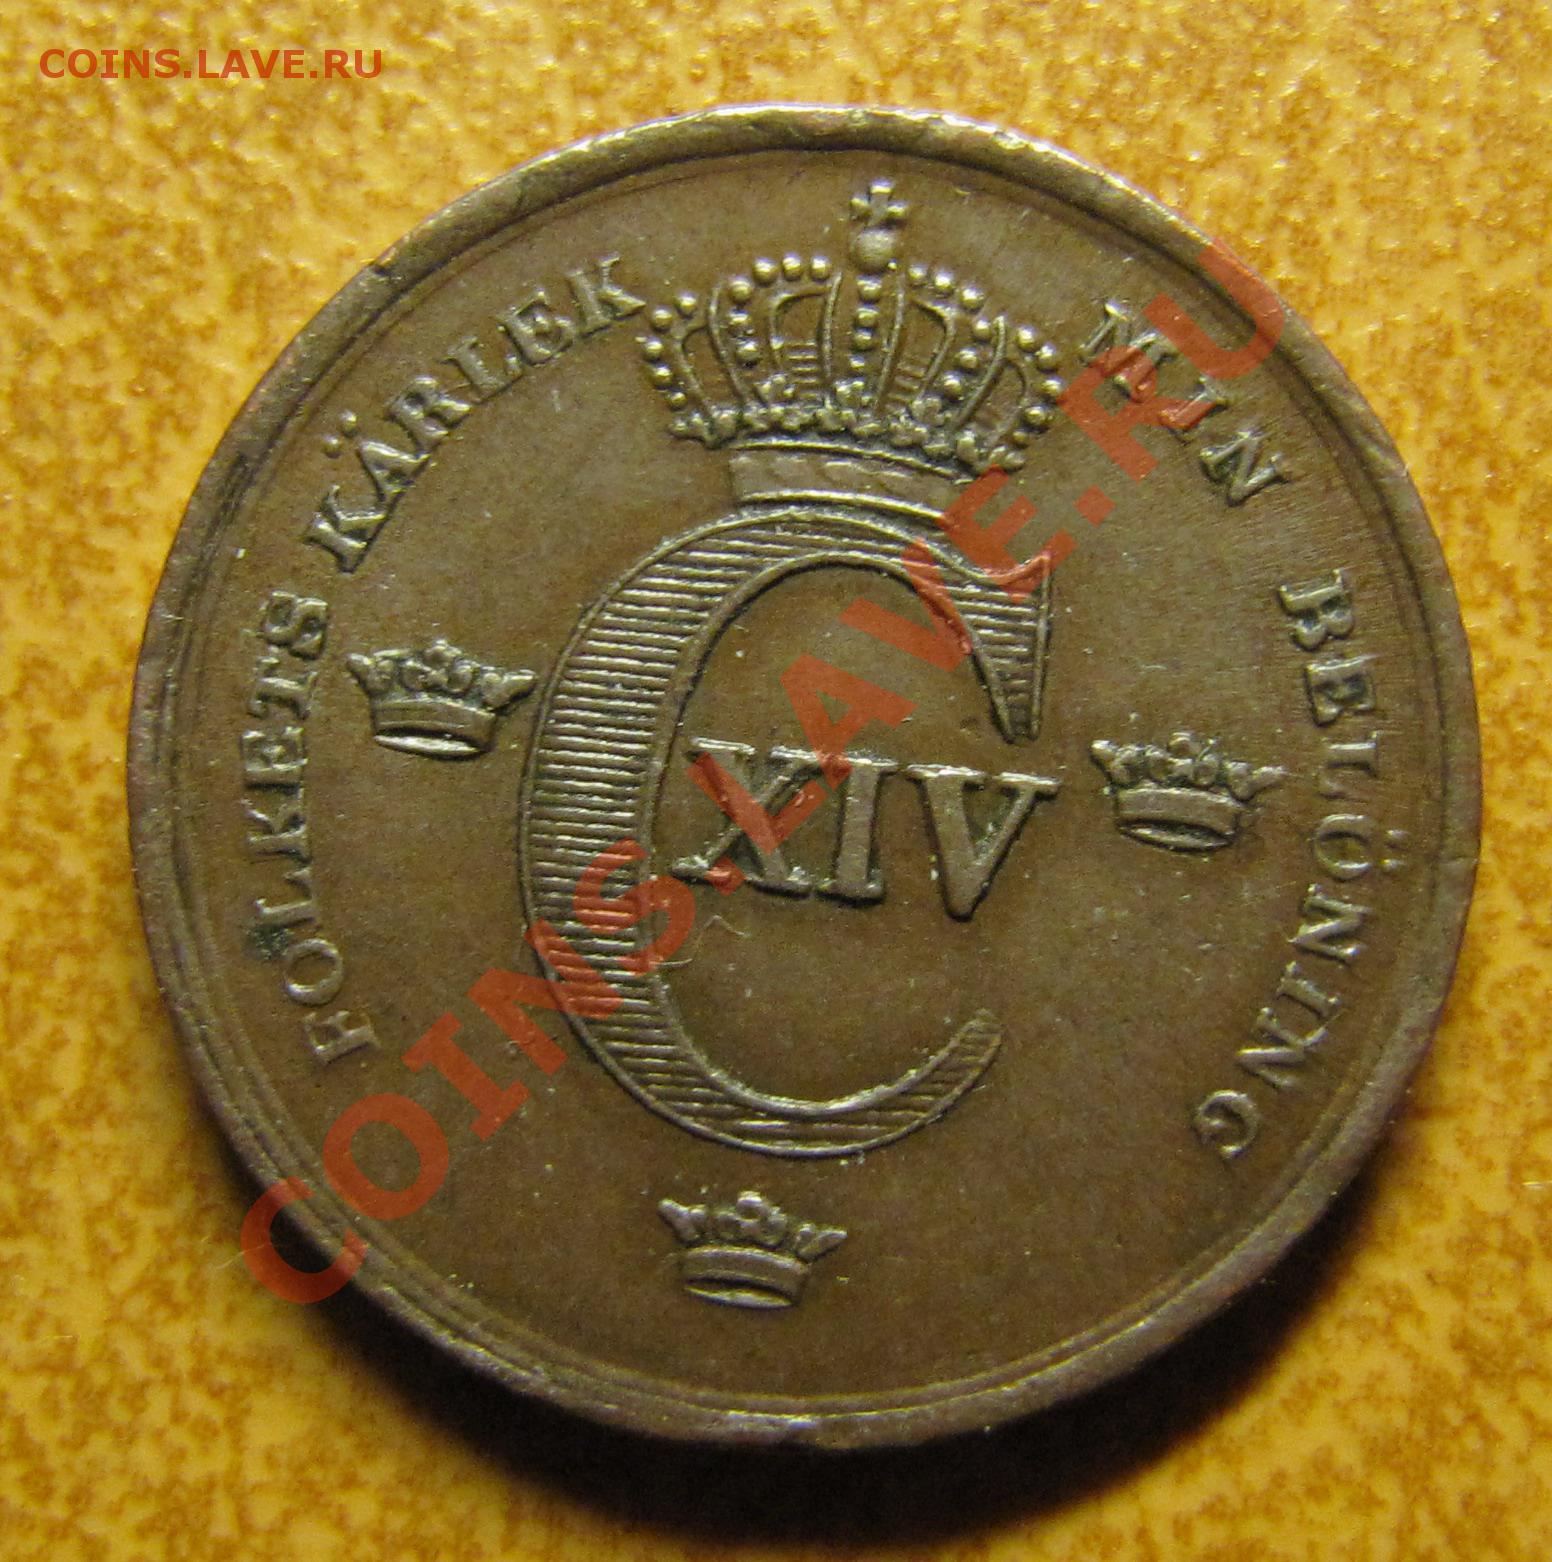 COINS.LAVE.RU
FOLKETS KÄRLEK MIN BELÖNING
XIV
C
COINS.LAVE.RU